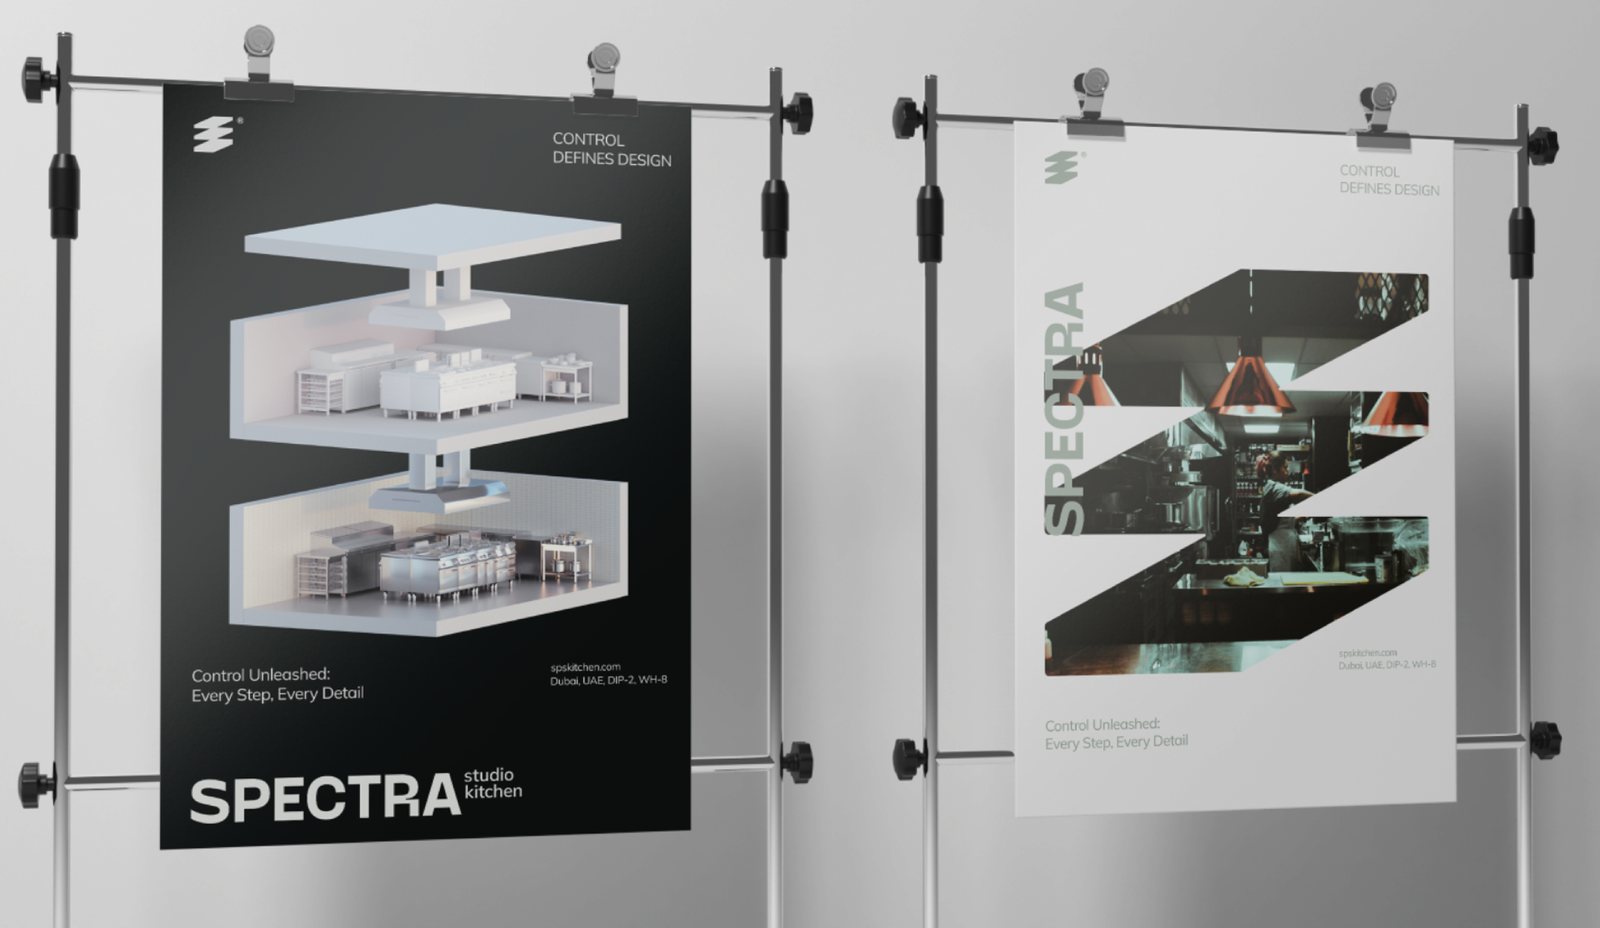 ®
CONTROL
DEFINES DESIGN
Control Unleashed:
Every Step, Every Detail
spskitchen.com
Dubai, UAE, DIP-2, WH-8
SPECTRA
studio
kitchen
®
CONTROL
DEFINES DESIGN
SPECTRA
spskitchen.com
Dubai, UAE, DIP-2, WH-8
Control Unleashed:
Every Step, Every Detail